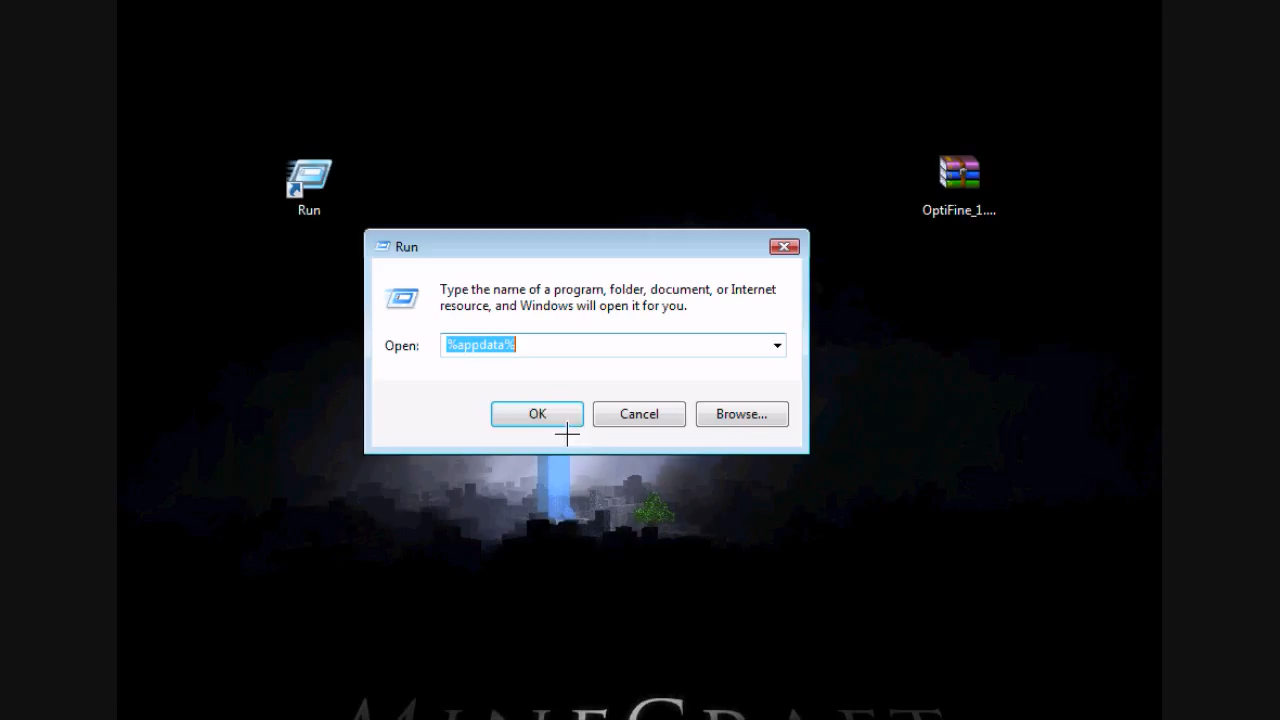 Run
OptiFine_1....
Run
Type the name of a program, folder, document, or Internet
resource, and Windows will open it for you.
Open:
%appdata%
OK
Cancel
Browse...
MINECRAFT